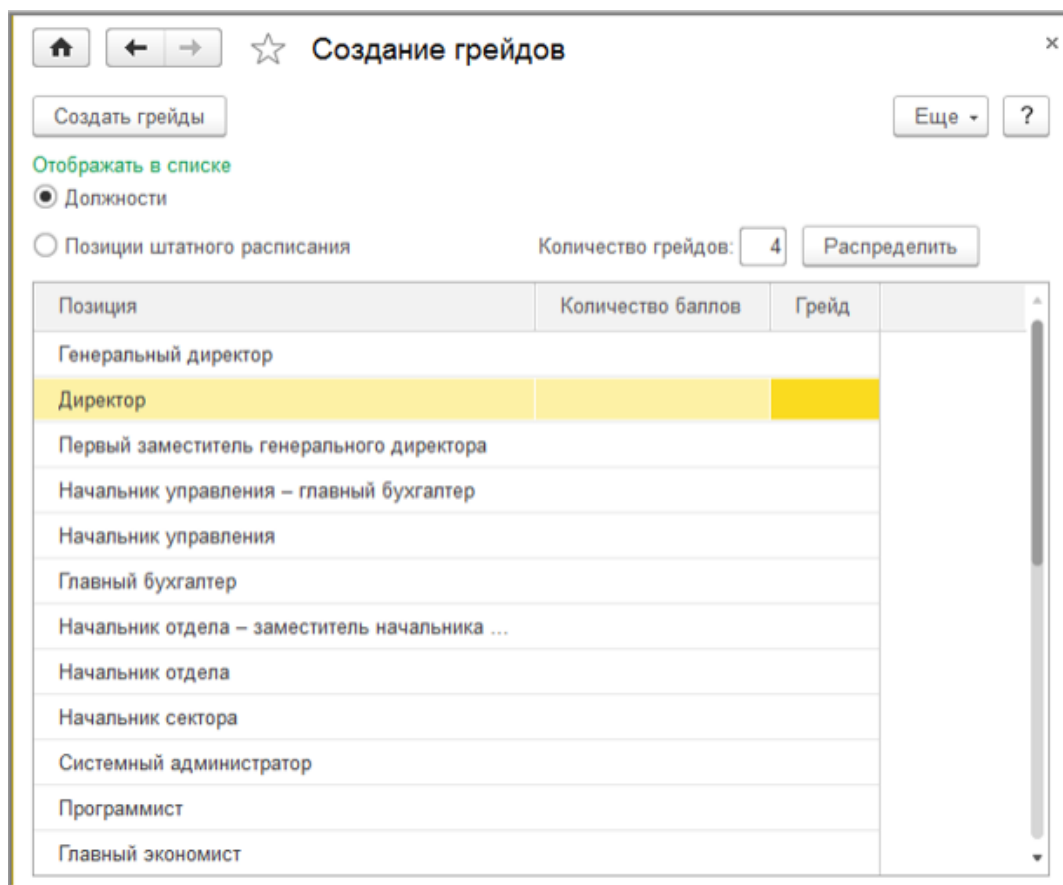 Создание грейдов
×
Создать грейды Еще ?
Отображать в списке
Должности
Позиции штатного расписания Количество грейдов: 4 Распределить
Позиция Количество баллов Грейд
Генеральный директор
Директор
Первый заместитель генерального директора
Начальник управления – главный бухгалтер
Начальник управления
Главный бухгалтер
Начальник отдела – заместитель начальника ...
Начальник отдела
Начальник сектора
Системный администратор
Программист
Главный экономист